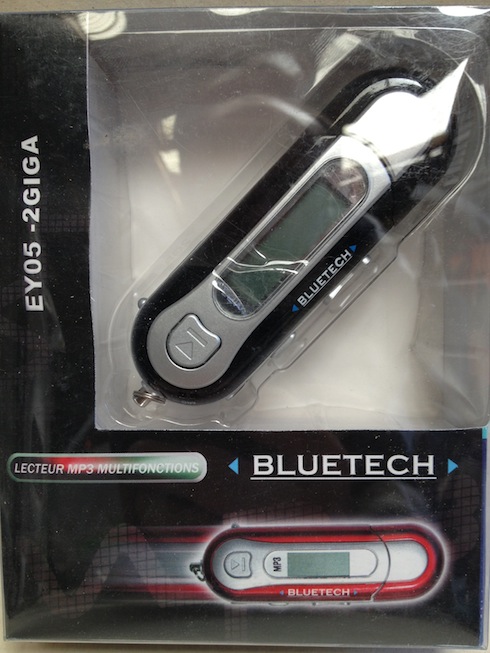 EY05 -2GIGA
BLUETECH
LECTEUR MP3 MULTIFONCTIONS
BLUETECH
MP3
BLUETECH